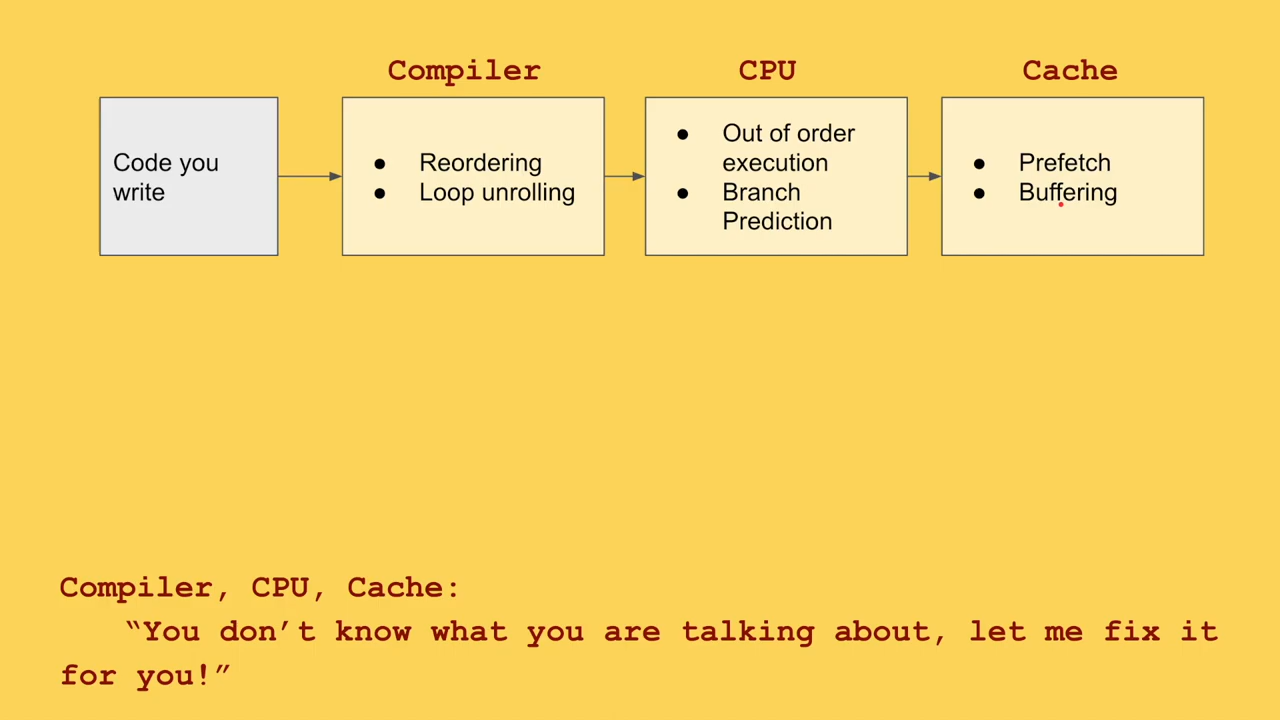 Compiler
CPU
Cache
Code you
write
● Reordering
● Loop unrolling
● Out of order
execution
● Branch
Prediction
● Prefetch
● Buffering
Compiler, CPU, Cache:
“You don’t know what you are talking about, let me fix it
for you!”